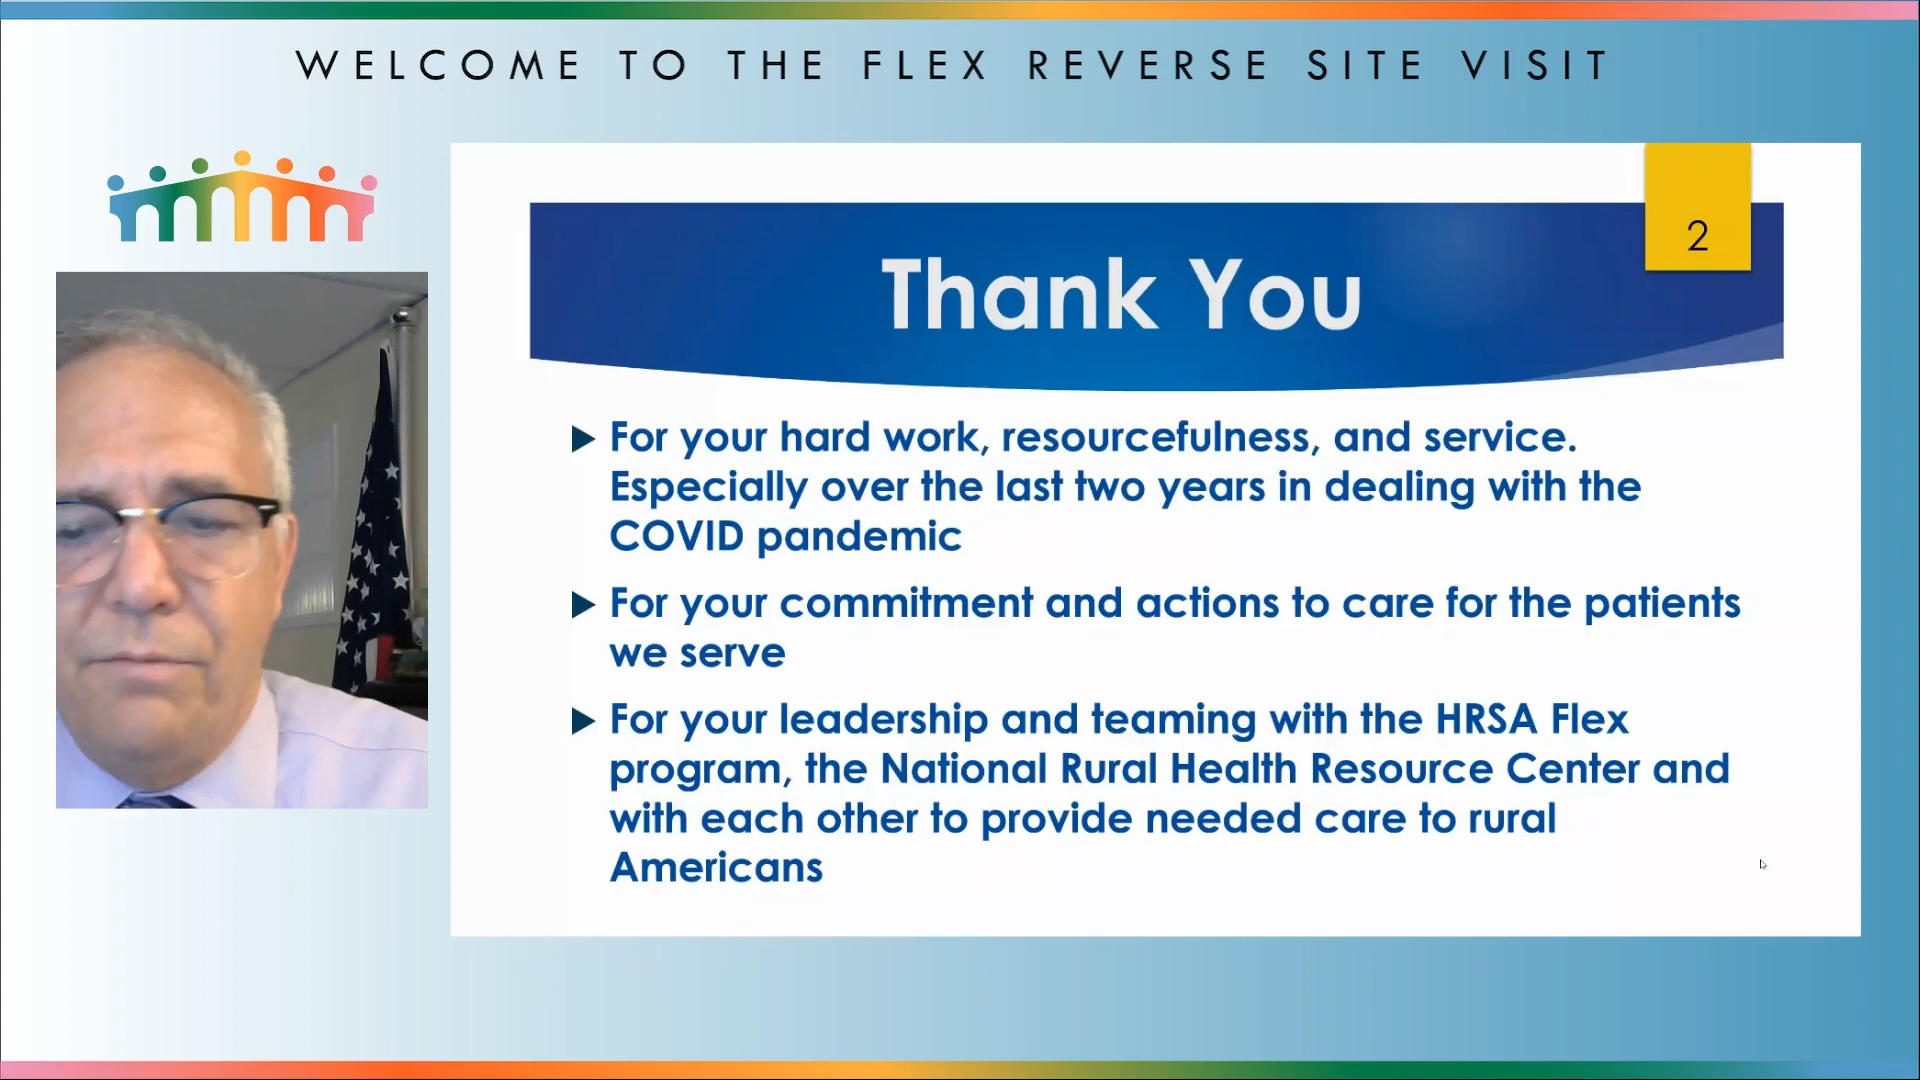 WELCOME TO THE FLEX REVERSE SITE VISIT
2
Thank You
For your hard work, resourcefulness, and service.
Especially over the last two years in dealing with the
COVID pandemic
For your commitment and actions to care for the patients
we serve
For your leadership and teaming with the HRSA Flex
program, the National Rural Health Resource Center and
with each other to provide needed care to rural
Americans